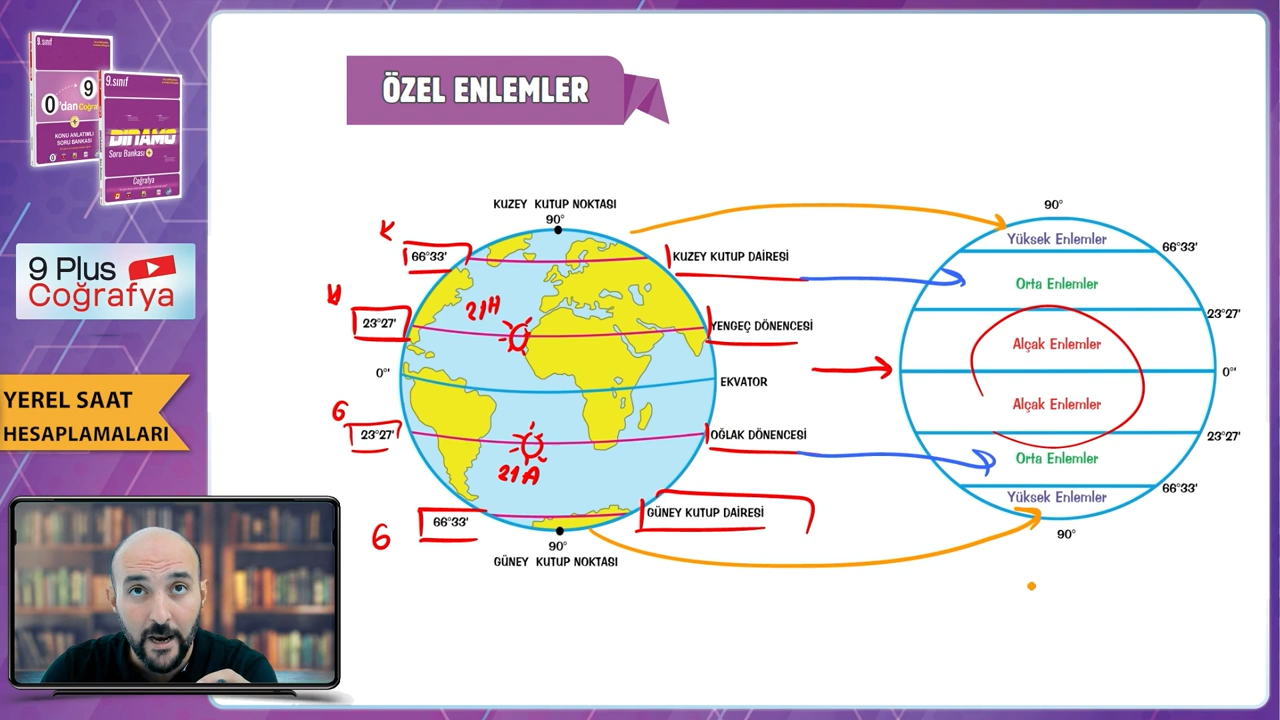 9.sınıf
0'dan
9
Coğrafya
KONU ANLATIMLI
SORU BANKASI
9.sınıf
DİNAMO
Soru Bankası
Coğrafya
9 Plus
Coğrafya
YEREL SAAT
HESAPLAMALARI
ÖZEL ENLEMLER
KUZEY KUTUP NOKTASI
90°
K
66°33'
KUZEY KUTUP DAİRESİ
21H
23°27'
YENGEÇ DÖNENCESİ
0°'
EKVATOR
G
23°27'
OĞLAK DÖNENCESİ
21A
G
66°33'
GÜNEY KUTUP DAİRESİ
90°
GÜNEY KUTUP NOKTASI
90°
Yüksek Enlemler
66°33'
Orta Enlemler
23°27'
Alçak Enlemler
0°'
Alçak Enlemler
23°27'
Orta Enlemler
66°33'
Yüksek Enlemler
90°